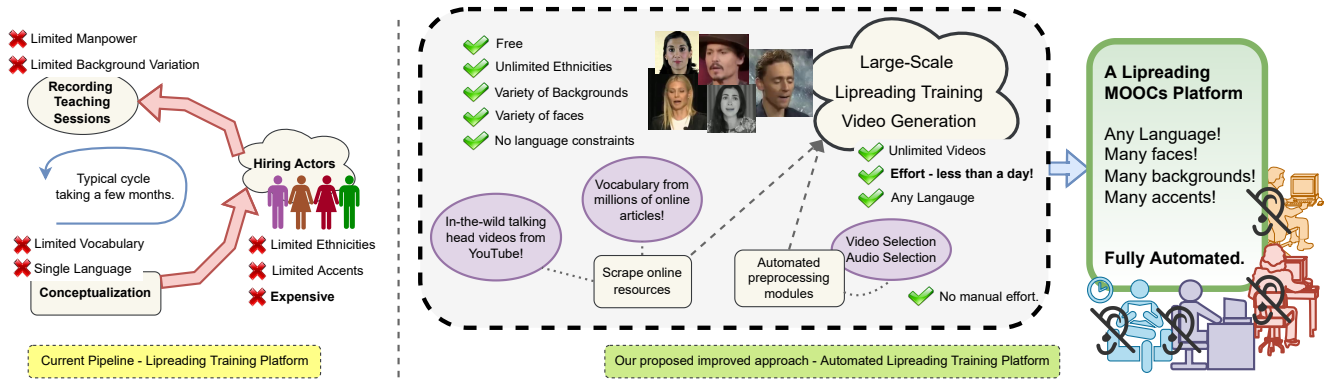 Limited Manpower
Limited Background Variation
Recording
Teaching
Sessions
Hiring Actors
Typical cycle
taking a few months.
Limited Vocabulary
Single Language
Conceptualization
Limited Ethnicities
Limited Accents
Expensive
Current Pipeline - Lipreading Training Platform
Free
Unlimited Ethnicities
Variety of Backgrounds
Variety of faces
No language constraints
Large-Scale
Lipreading Training
Video Generation
Unlimited Videos
Effort - less than a day!
Any Langauge
In-the-wild talking
head videos from
YouTube!
Vocabulary from
millions of online
articles!
Scrape online
resources
Automated
preprocessing
modules
Video Selection
Audio Selection
No manual effort.
Our proposed improved approach - Automated Lipreading Training Platform
A Lipreading
MOOCs Platform
Any Language!
Many faces!
Many backgrounds!
Many accents!
Fully Automated.